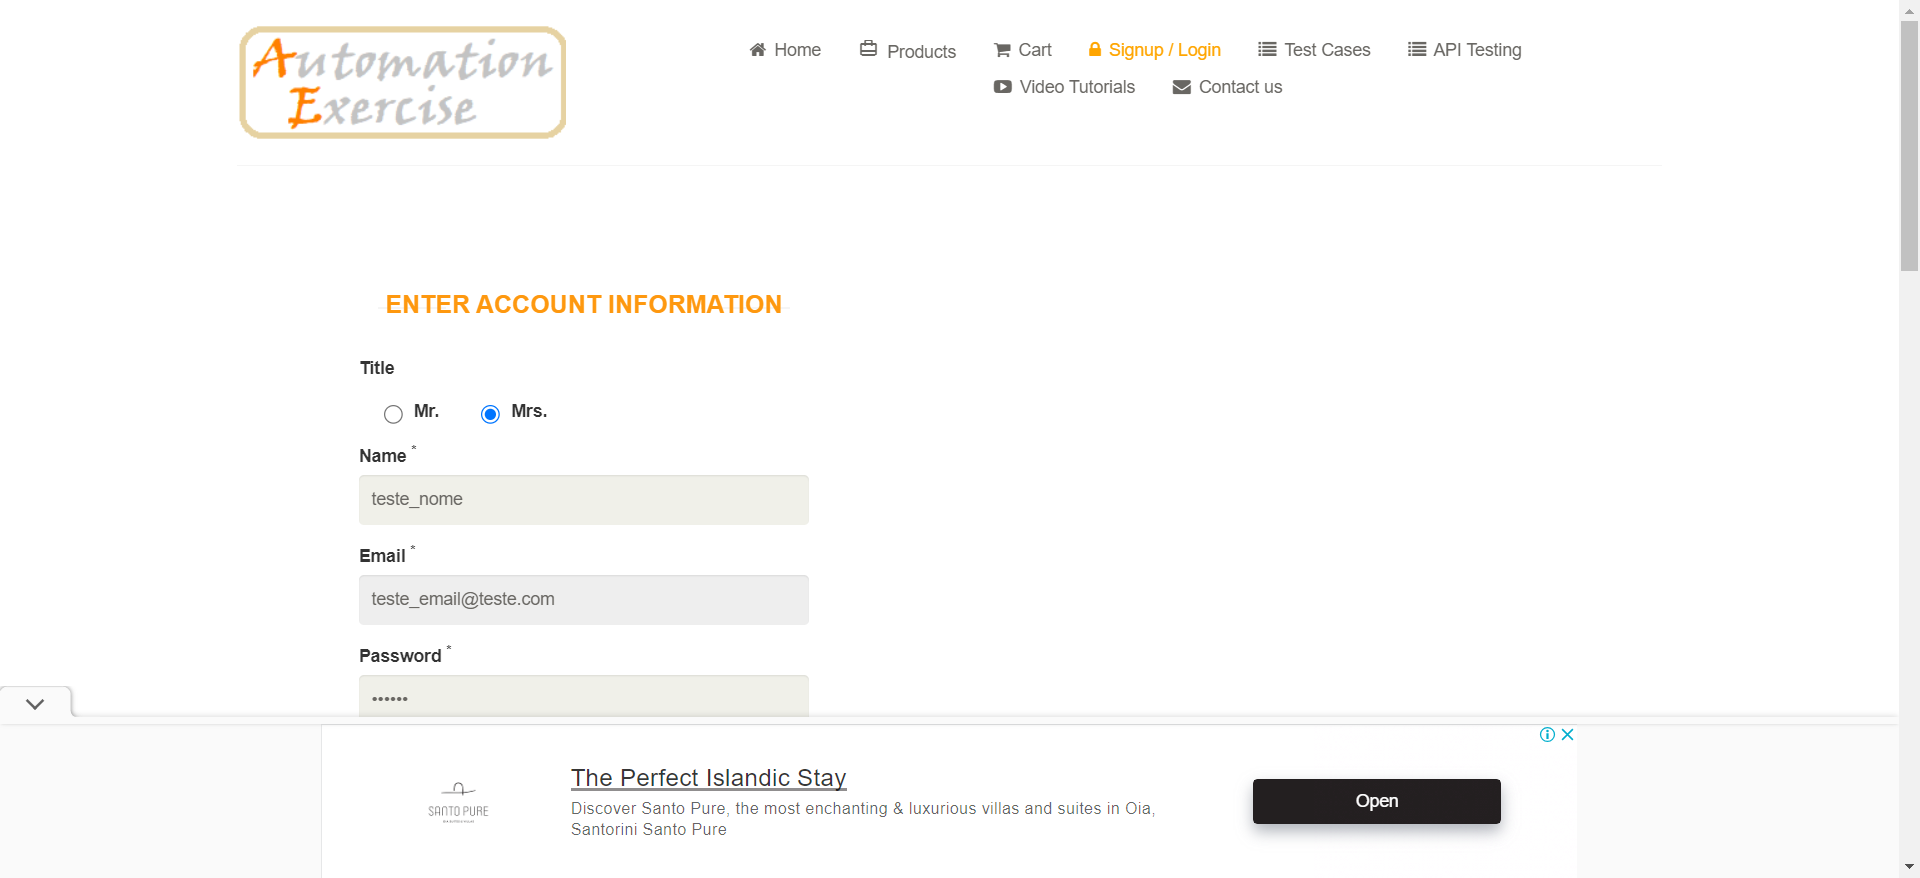 Automation
Exercise
Home
Products
Cart
Signup / Login
Test Cases
API Testing
Video Tutorials
Contact us
ENTER ACCOUNT INFORMATION
Title
Mr.
Mrs.
Name *
teste_nome
Email *
teste_email@teste.com
Password *
••••••
SANTO PURE
The Perfect Islandic Stay
Discover Santo Pure, the most enchanting & luxurious villas and suites in Oia,
Santorini Santo Pure
Open